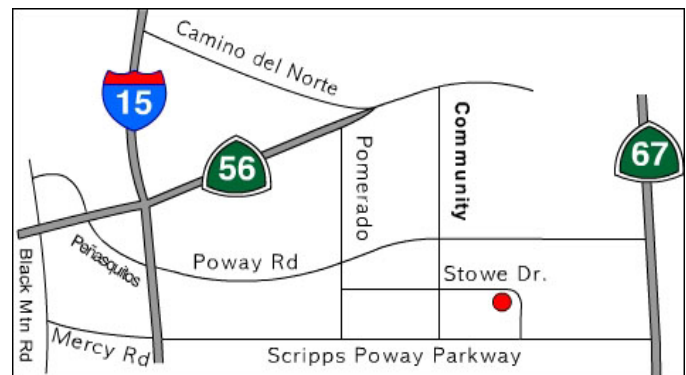 Camino del Norte
15
Community
56
67
Pomerado
Peñasquitos
Poway Rd
Black Mtn Rd
Stowe Dr.
Mercy Rd
Scripps Poway Parkway